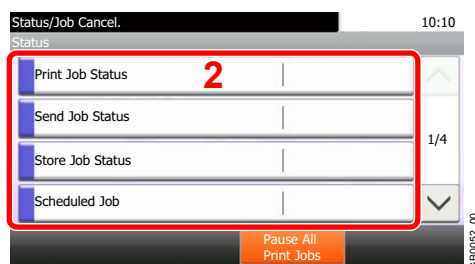 Status/Job Cancel.
10:10
Status
Print Job Status
2
Send Job Status
Store Job Status
Scheduled Job
1/4
Pause All
Print Jobs